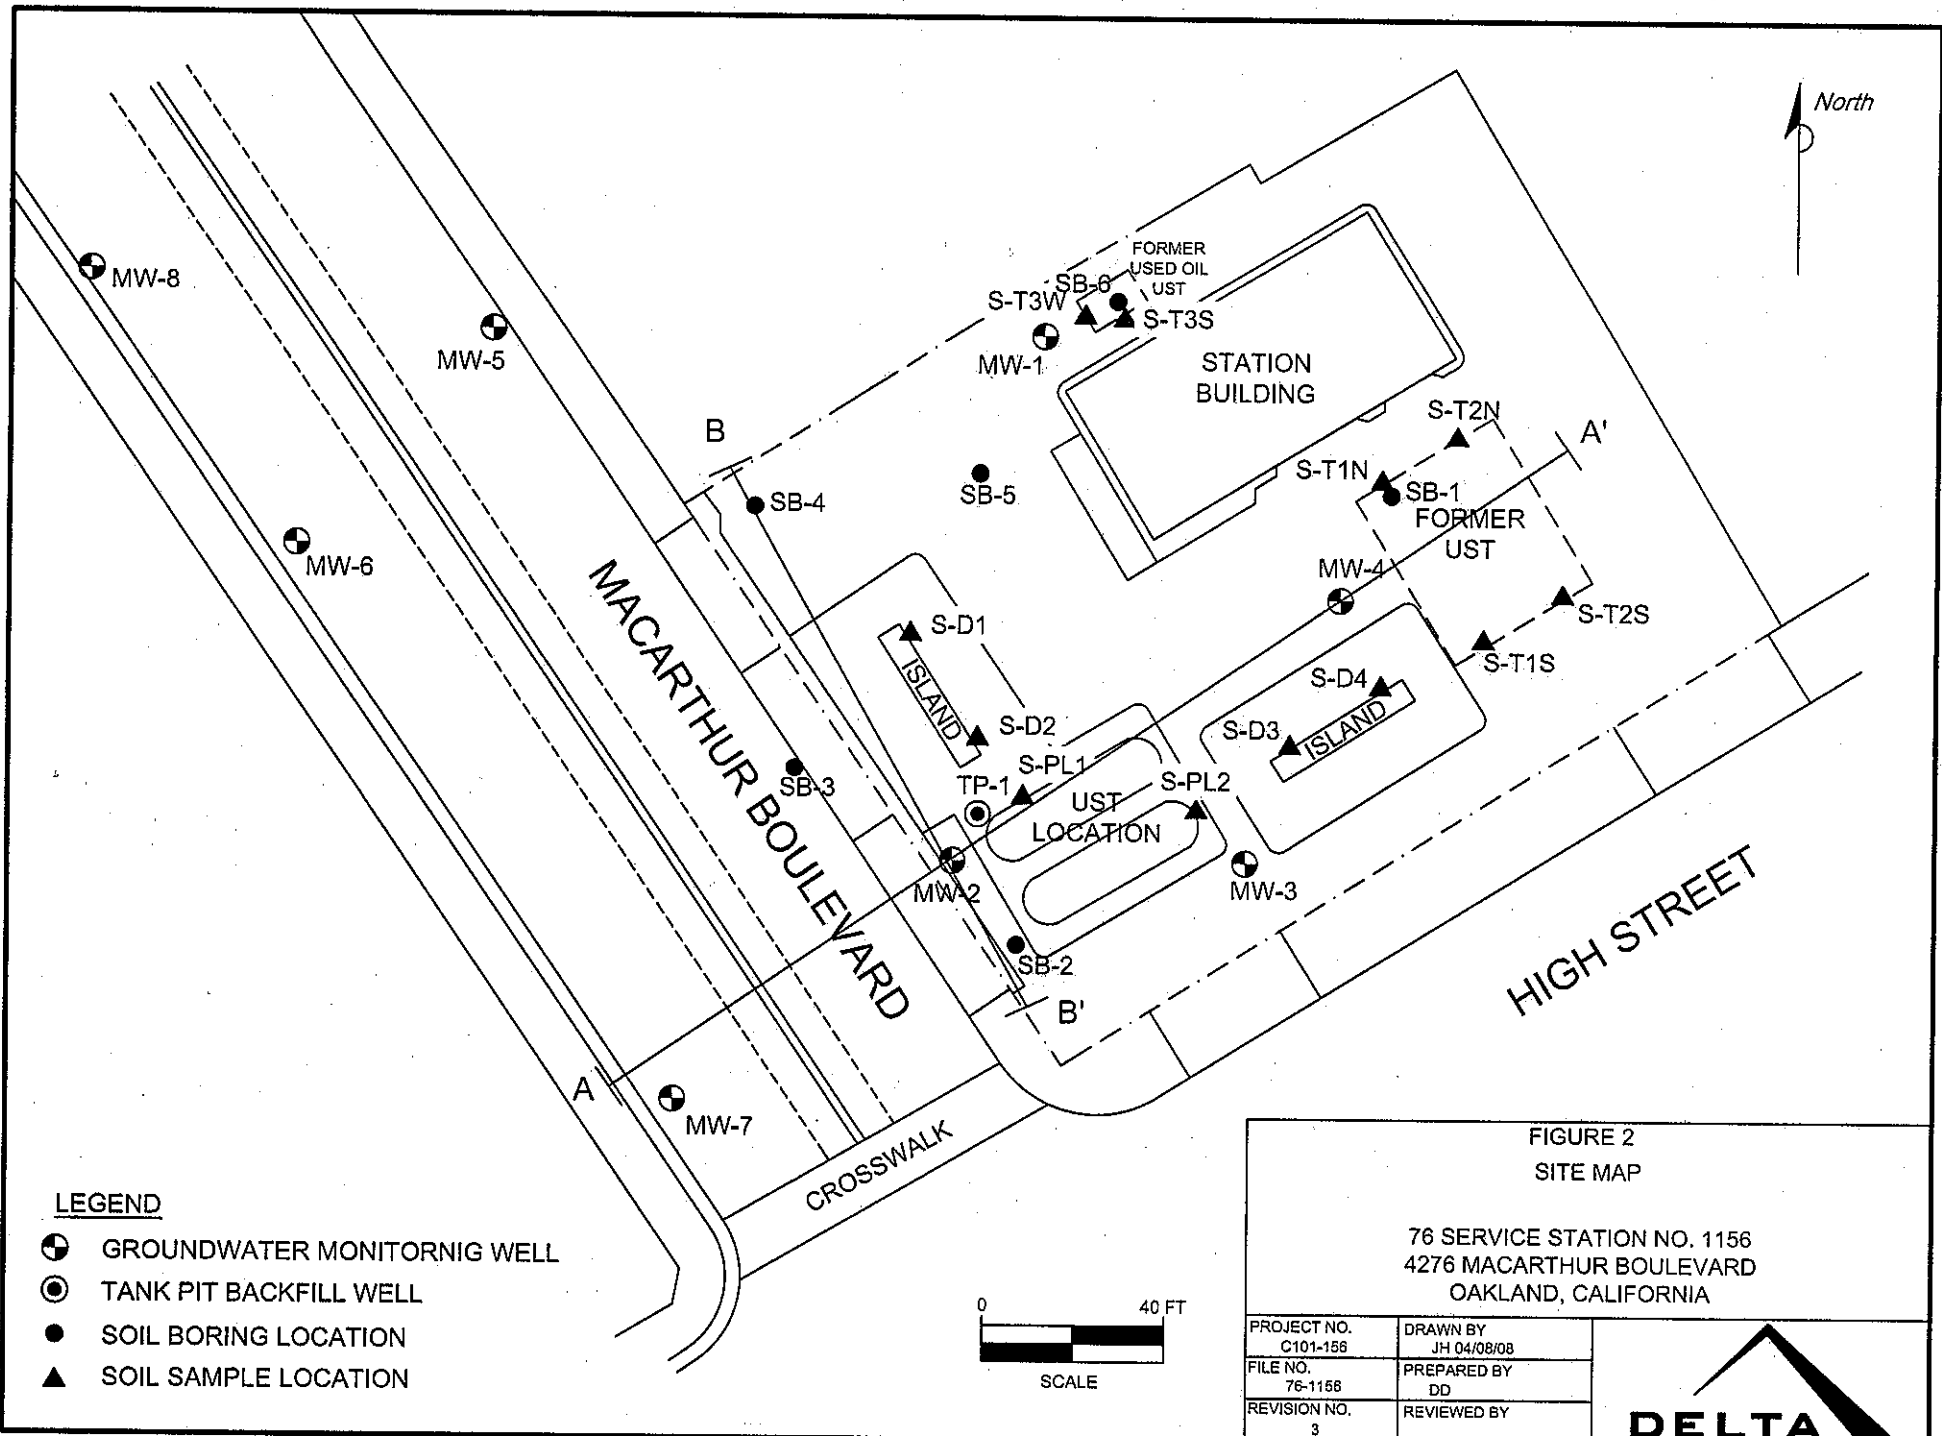 North
FORMER
USED OIL
UST
SB-6
S-T3W
S-T3S
MW-8
MW-5
MW-1
STATION
BUILDING
S-T2N
A'
B
S-T1N
SB-1
SB-5
SB-4
FORMER
UST
MW-6
MW-4
S-T2S
S-D1
S-T1S
MACARTHUR BOULEVARD
ISLAND
S-D4
S-D2
S-D3
ISLAND
S-PL1
SB-3
TP-1
S-PL2
UST
LOCATION
MW-2
MW-3
HIGH STREET
SB-2
B'
A
MW-7
CROSSWALK
LEGEND
GROUNDWATER MONITORNIG WELL
TANK PIT BACKFILL WELL
SOIL BORING LOCATION
SOIL SAMPLE LOCATION
0 40 FT
SCALE
FIGURE 2
SITE MAP
76 SERVICE STATION NO. 1156
4276 MACARTHUR BOULEVARD
OAKLAND, CALIFORNIA
PROJECT NO.
C101-156
DRAWN BY
JH 04/08/08
FILE NO.
76-1156
PREPARED BY
DD
REVISION NO.
3
REVIEWED BY
DELTA